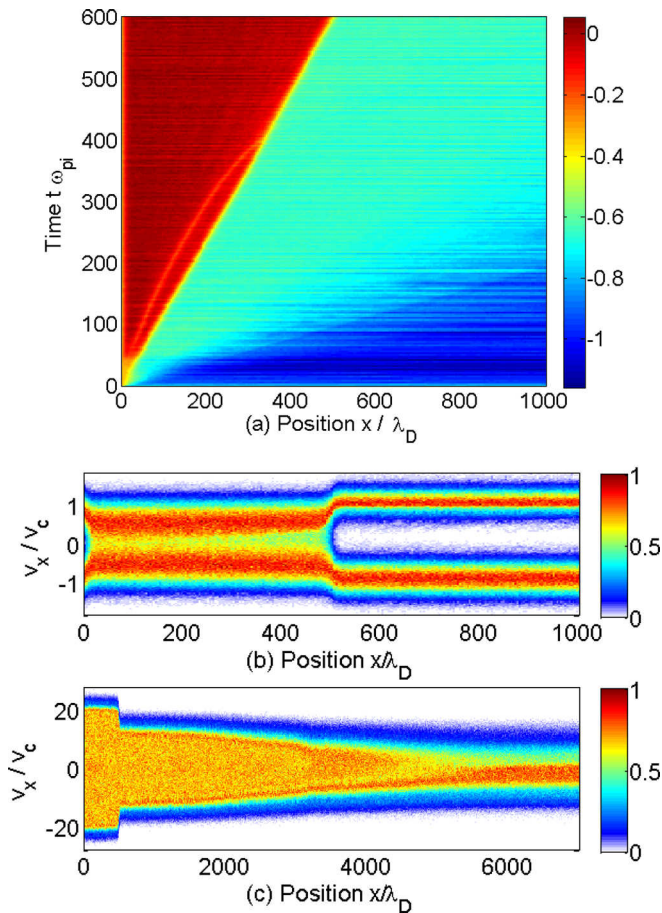 600
500
400
300
200
100
0
Time t ω_pi
0 200 400 600 800 1000
(a) Position x / λ_D
0
-0.2
-0.4
-0.6
-0.8
-1
1
0
-1
v_x / v_c
0 200 400 600 800 1000
(b) Position x/λ_D
1
0.5
0
20
0
-20
v_x / v_c
0 2000 4000 6000
(c) Position x/λ_D
1
0.5
0